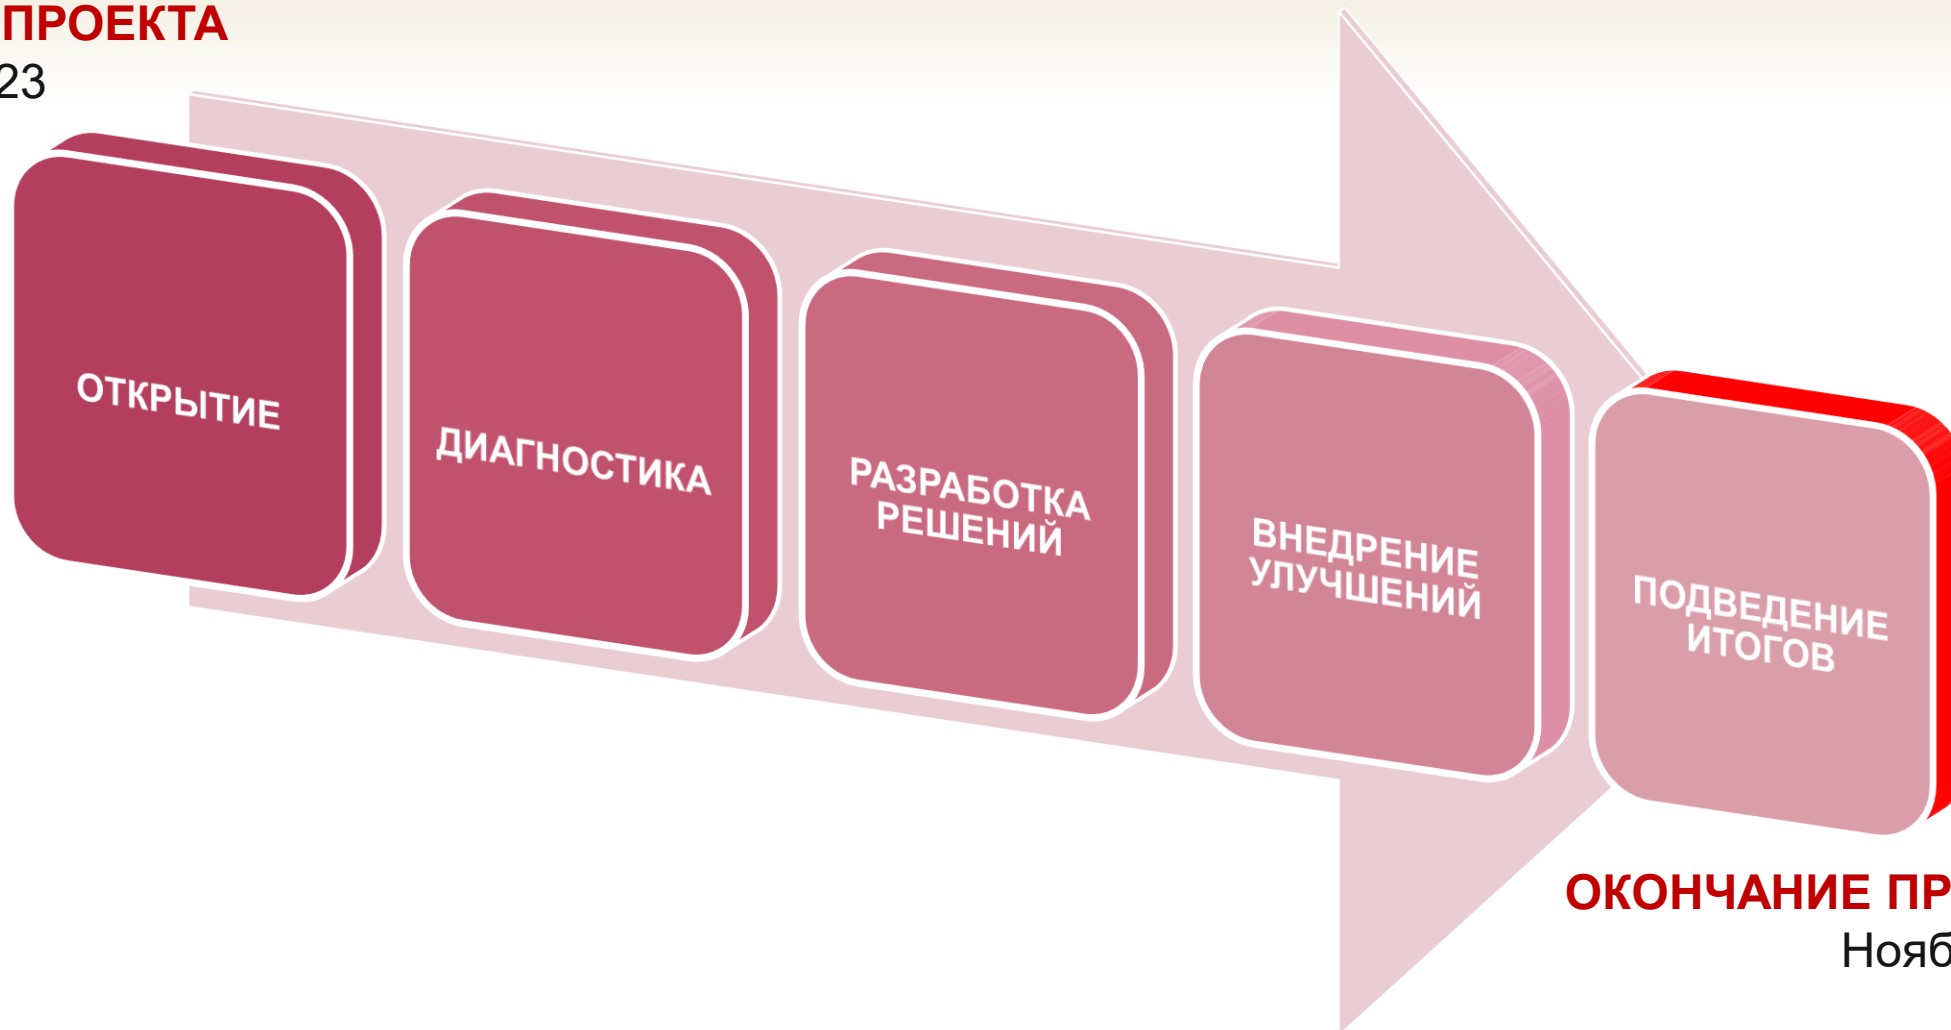 ПРОЕКТА
23
ОТКРЫТИЕ
ДИАГНОСТИКА
РАЗРАБОТКА
РЕШЕНИЙ
ВНЕДРЕНИЕ
УЛУЧШЕНИЙ
ПОДВЕДЕНИЕ
ИТОГОВ
ОКОНЧАНИЕ ПР
Нояб